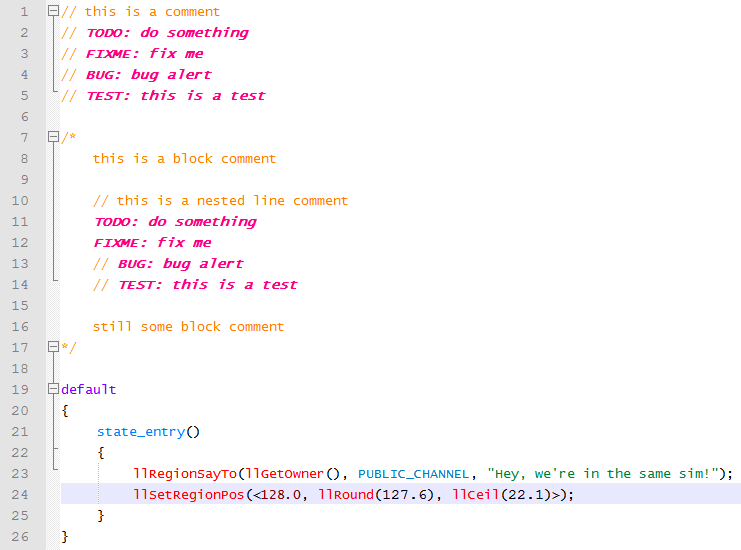 1 // this is a comment
2 // TODO: do something
3 // FIXME: fix me
4 // BUG: bug alert
5 // TEST: this is a test
6
7 /*
8     this is a block comment
9
10     // this is a nested line comment
11     TODO: do something
12     FIXME: fix me
13     // BUG: bug alert
14     // TEST: this is a test
15
16     still some block comment
17 */
18
19 default
20 {
21     state_entry()
22     {
23         llRegionSayTo(llGetOwner(), PUBLIC_CHANNEL, "Hey, we're in the same sim!");
24         llSetRegionPos(<128.0, llRound(127.6), llCeil(22.1)>);
25     }
26 }